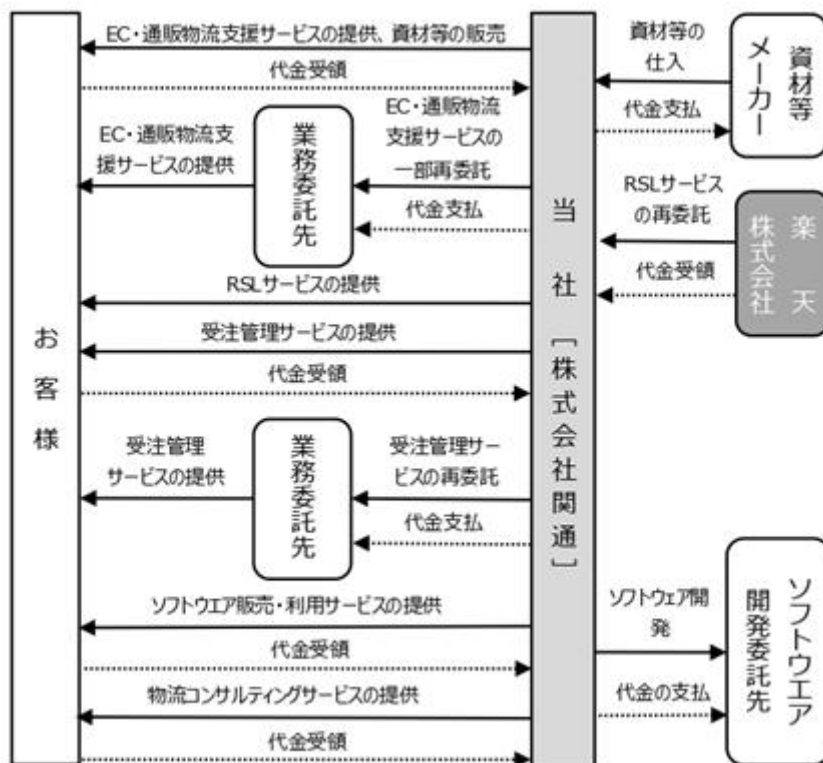 EC・通販物流支援サービスの提供、資材等の販売
代金受領
資材等の
仕入
代金支払
資材等
メーカー
EC・通販物流支
援サービスの提供
業務委託先
EC・通販物流
支援サービスの
一部再委託
代金支払
RSLサービス
の再委託
代金受領
楽天
株式会社
RSLサービスの提供
受注管理サービスの提供
代金受領
お客様
当社［株式会社関通］
受注管理
サービスの提供
業務委託先
受注管理サー
ビスの再委託
代金支払
ソフトウエア販売・利用サービスの提供
代金受領
ソフトウェア開
発
代金の支払
ソフトウエア
開発委託先
物流コンサルティングサービスの提供
代金受領